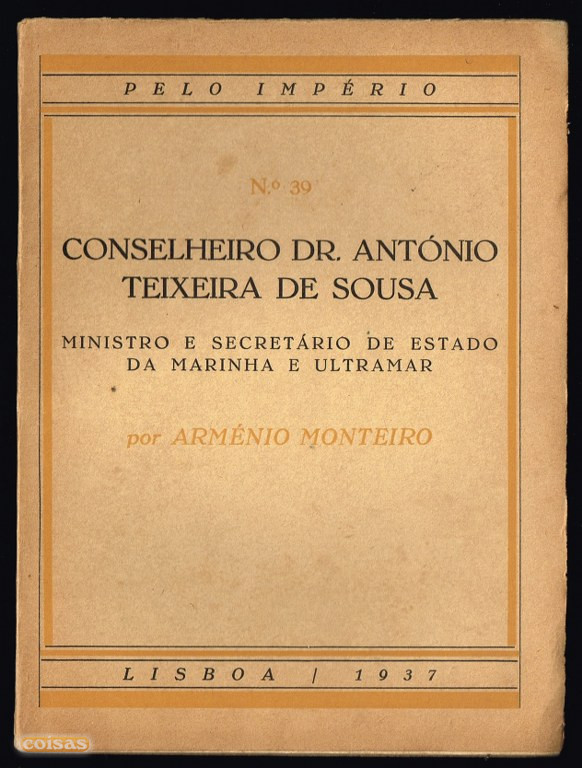 PELO IMPÉRIO
N.º 39
CONSELHEIRO DR. ANTÓNIO
TEIXEIRA DE SOUSA
MINISTRO E SECRETÁRIO DE ESTADO
DA MARINHA E ULTRAMAR
por ARMÉNIO MONTEIRO
LISBOA / 1937
coisas